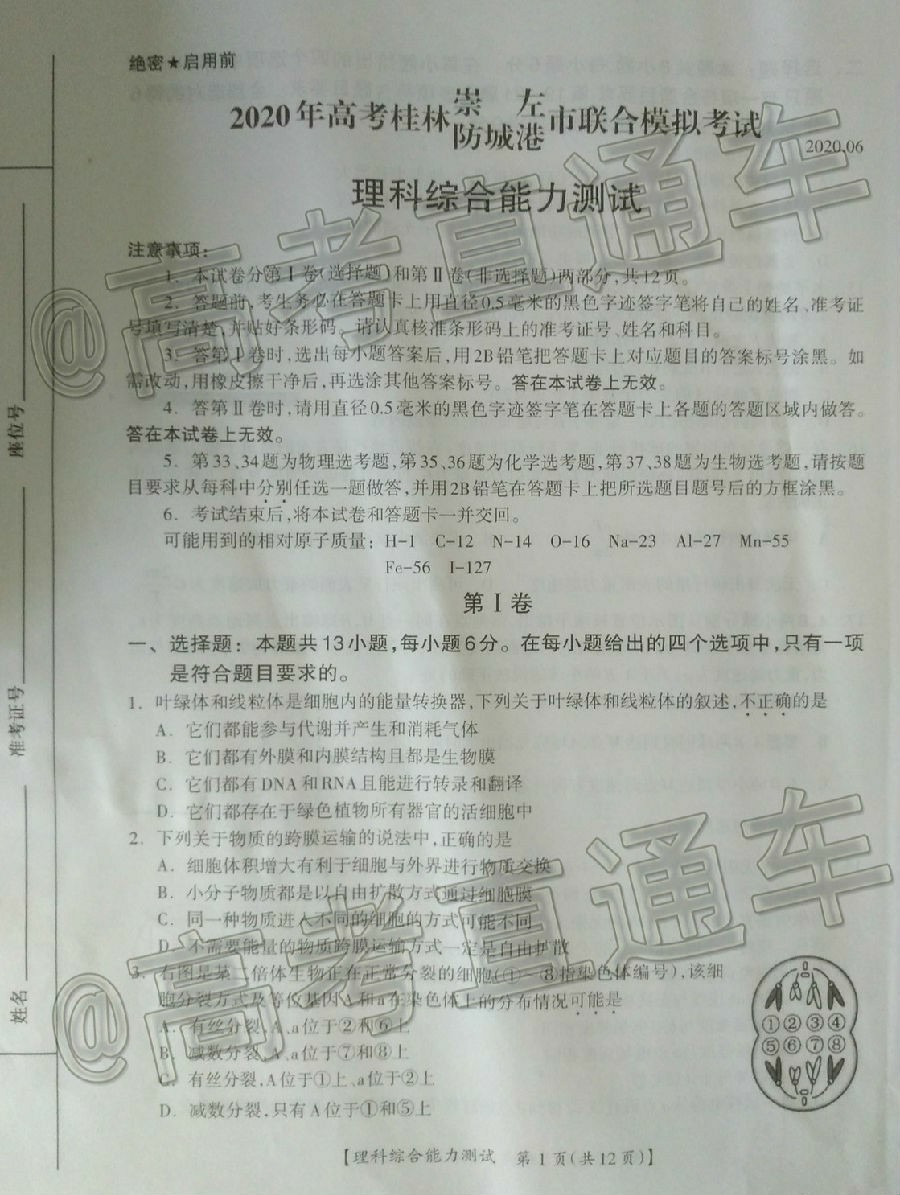 绝密★启用前
2020年高考桂林崇左防城港市联合模拟考试
2020.06
理科综合能力测试
注意事项：
1. 本试卷分第Ⅰ卷(选择题)和第Ⅱ卷(非选择题)两部分,共12页。
2. 答题前,考生务必在答题卡上用直径0.5毫米的黑色字迹签字笔将自己的姓名、准考证
号填写清楚,并贴好条形码。请认真核准条形码上的准考证号、姓名和科目。
3. 答第Ⅰ卷时,选出每小题答案后,用2B铅笔把答题卡上对应题目的答案标号涂黑。如
需改动,用橡皮擦干净后,再选涂其他答案标号。答在本试卷上无效。
4. 答第Ⅱ卷时,请用直径0.5毫米的黑色字迹签字笔在答题卡上各题的答题区域内做答。
答在本试卷上无效。
5. 第33、34题为物理选考题,第35、36题为化学选考题,第37、38题为生物选考题,请按题
目要求从每科中分别任选一题做答,并用2B铅笔在答题卡上把所选题目题号后的方框涂黑。
6. 考试结束后,将本试卷和答题卡一并交回。
可能用到的相对原子质量：H-1 C-12 N-14 O-16 Na-23 Al-27 Mn-55
Fe-56 I-127
第Ⅰ卷
一、选择题：本题共13小题,每小题6分。在每小题给出的四个选项中,只有一项
是符合题目要求的。
1. 叶绿体和线粒体是细胞内的能量转换器,下列关于叶绿体和线粒体的叙述,不正确的是
A. 它们都能参与代谢并产生和消耗气体
B. 它们都有外膜和内膜结构且都是生物膜
C. 它们都有DNA和RNA且能进行转录和翻译
D. 它们都存在于绿色植物所有器官的活细胞中
2. 下列关于物质的跨膜运输的说法中,正确的是
A. 细胞体积增大有利于细胞与外界进行物质交换
B. 小分子物质都是以自由扩散方式通过细胞膜
C. 同一种物质进入不同的细胞的方式可能不同
D. 不需要能量的物质跨膜运输方式一定是自由扩散
3. 右图是某二倍体生物正在正常分裂的细胞(①～⑧指染色体编号),该细
胞分裂方式及等位基因A和a在染色体上的分布情况可能是
A. 有丝分裂,A、a位于②和⑥上
B. 减数分裂,A、a位于⑦和⑧上
C. 有丝分裂,A位于①上、a位于②上
D. 减数分裂,只有A位于①和⑤上
①②③④
⑤⑥⑦⑧
【理科综合能力测试 第1页(共12页)】
座位号
准考证号
姓名
@高考直通车
@高考直通车